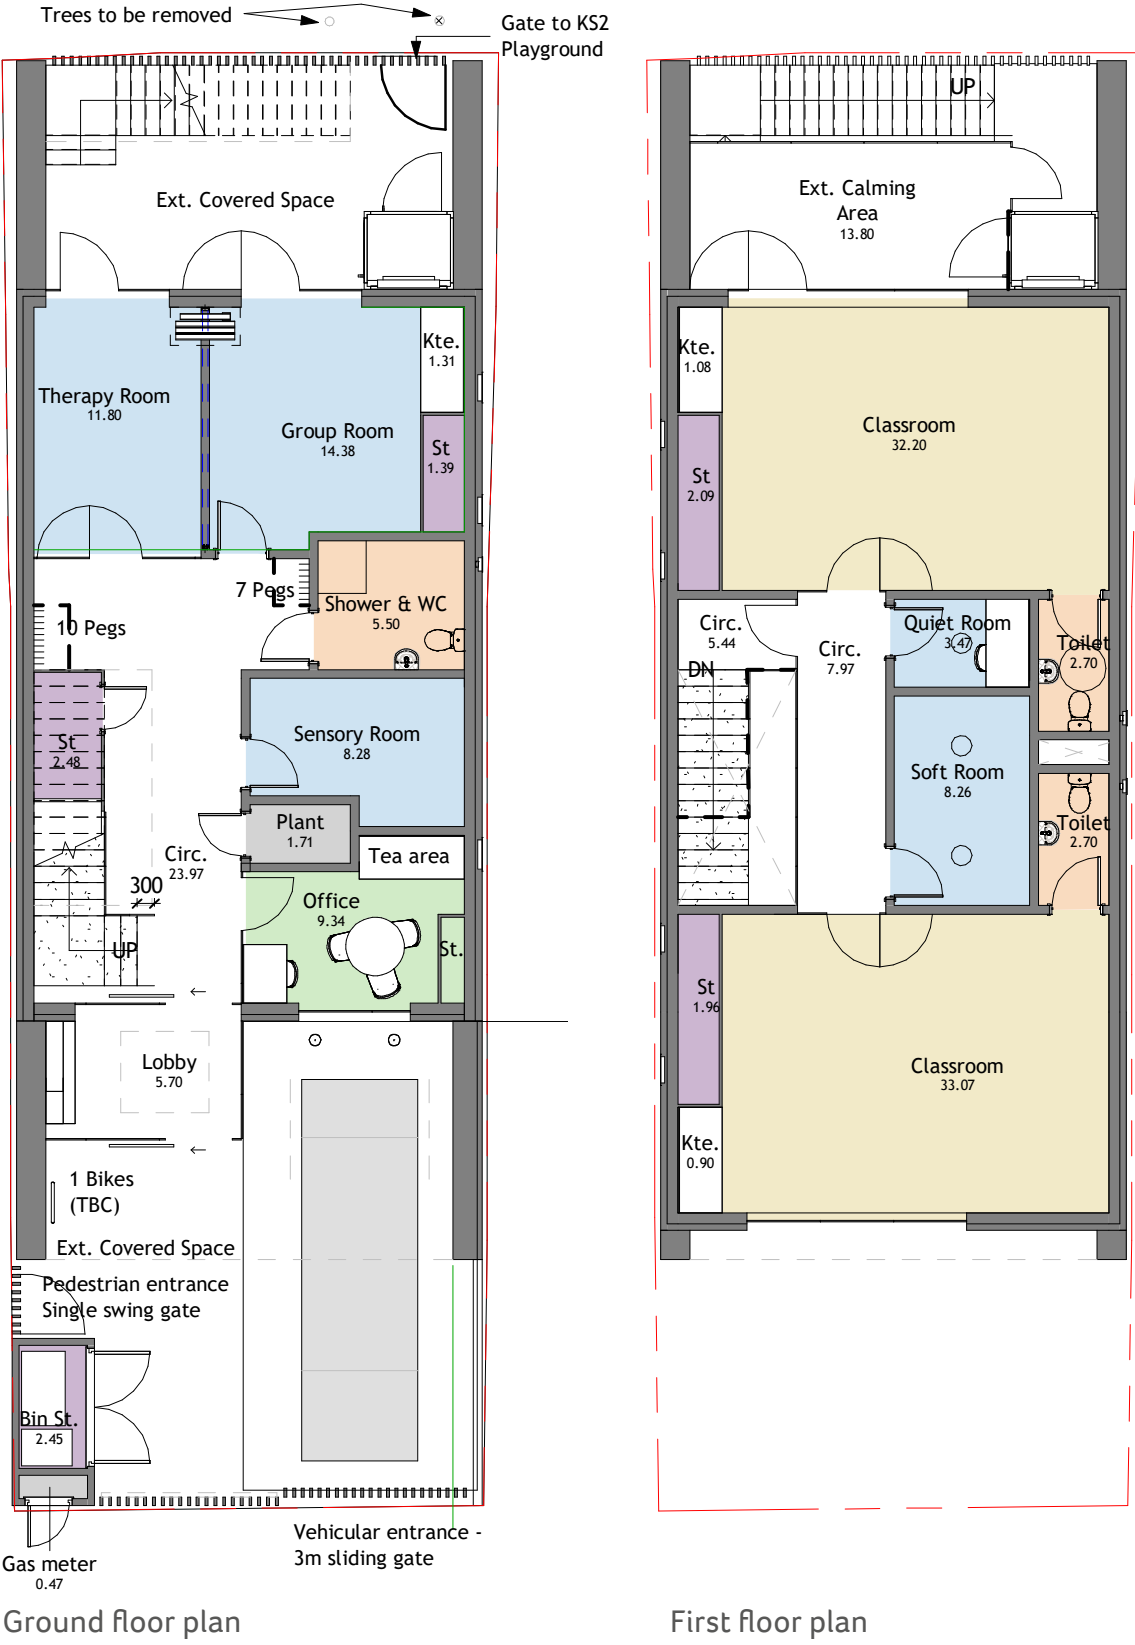 Trees to be removed
Gate to KS2
Playground
Ext. Covered Space
Therapy Room
11.80
Group Room
14.38
Kte.
1.31
St
1.39
7 Pegs
10 Pegs
Shower & WC
5.50
St
2.48
Sensory Room
8.28
Plant
1.71
Tea area
Circ.
23.97
300
Office
9.34
UP
St.
Lobby
5.70
1 Bikes
(TBC)
Ext. Covered Space
Pedestrian entrance
Single swing gate
Bin St.
2.45
Vehicular entrance -
3m sliding gate
Gas meter
0.47
Ground floor plan
UP
Ext. Calming
Area
13.80
Kte.
1.08
Classroom
32.20
St
2.09
Circ.
5.44
Circ.
7.97
Quiet Room
3.47
Toilet
2.70
DN
Soft Room
8.26
Toilet
2.70
St
1.96
Classroom
33.07
Kte.
0.90
First floor plan